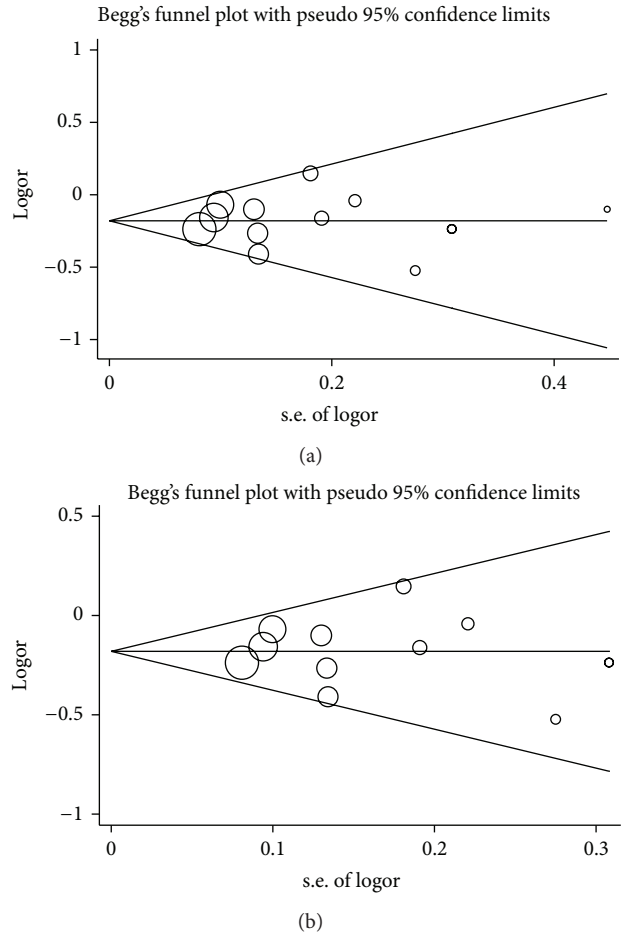 Begg's funnel plot with pseudo 95% confidence limits
1
0.5
0
−0.5
−1
Logor
0 0.2 0.4
s.e. of logor
(a)
Begg's funnel plot with pseudo 95% confidence limits
0.5
0
−0.5
−1
Logor
0 0.1 0.2 0.3
s.e. of logor
(b)